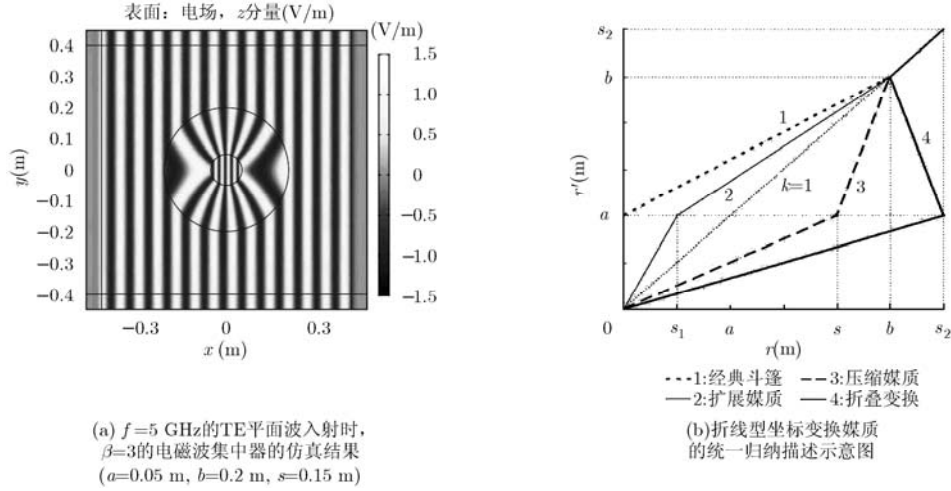 表面：电场，z分量(V/m)
(V/m)
0.4
0.3
0.2
0.1
0
−0.1
−0.2
−0.3
−0.4
y(m)
−0.3
0
0.3
x (m)
1.5
1.0
0.5
0
−0.5
−1.0
−1.5
(a) f=5 GHz的TE平面波入射时，
β=3的电磁波集中器的仿真结果
(a=0.05 m, b=0.2 m, s=0.15 m)
s2
b
a
r′(m)
1
2
k=1
3
4
0
s1
a
s
b
s2
r(m)
1:经典斗篷
3:压缩媒质
2:扩展媒质
4:折叠变换
(b)折线型坐标变换媒质
的统一归纳描述示意图